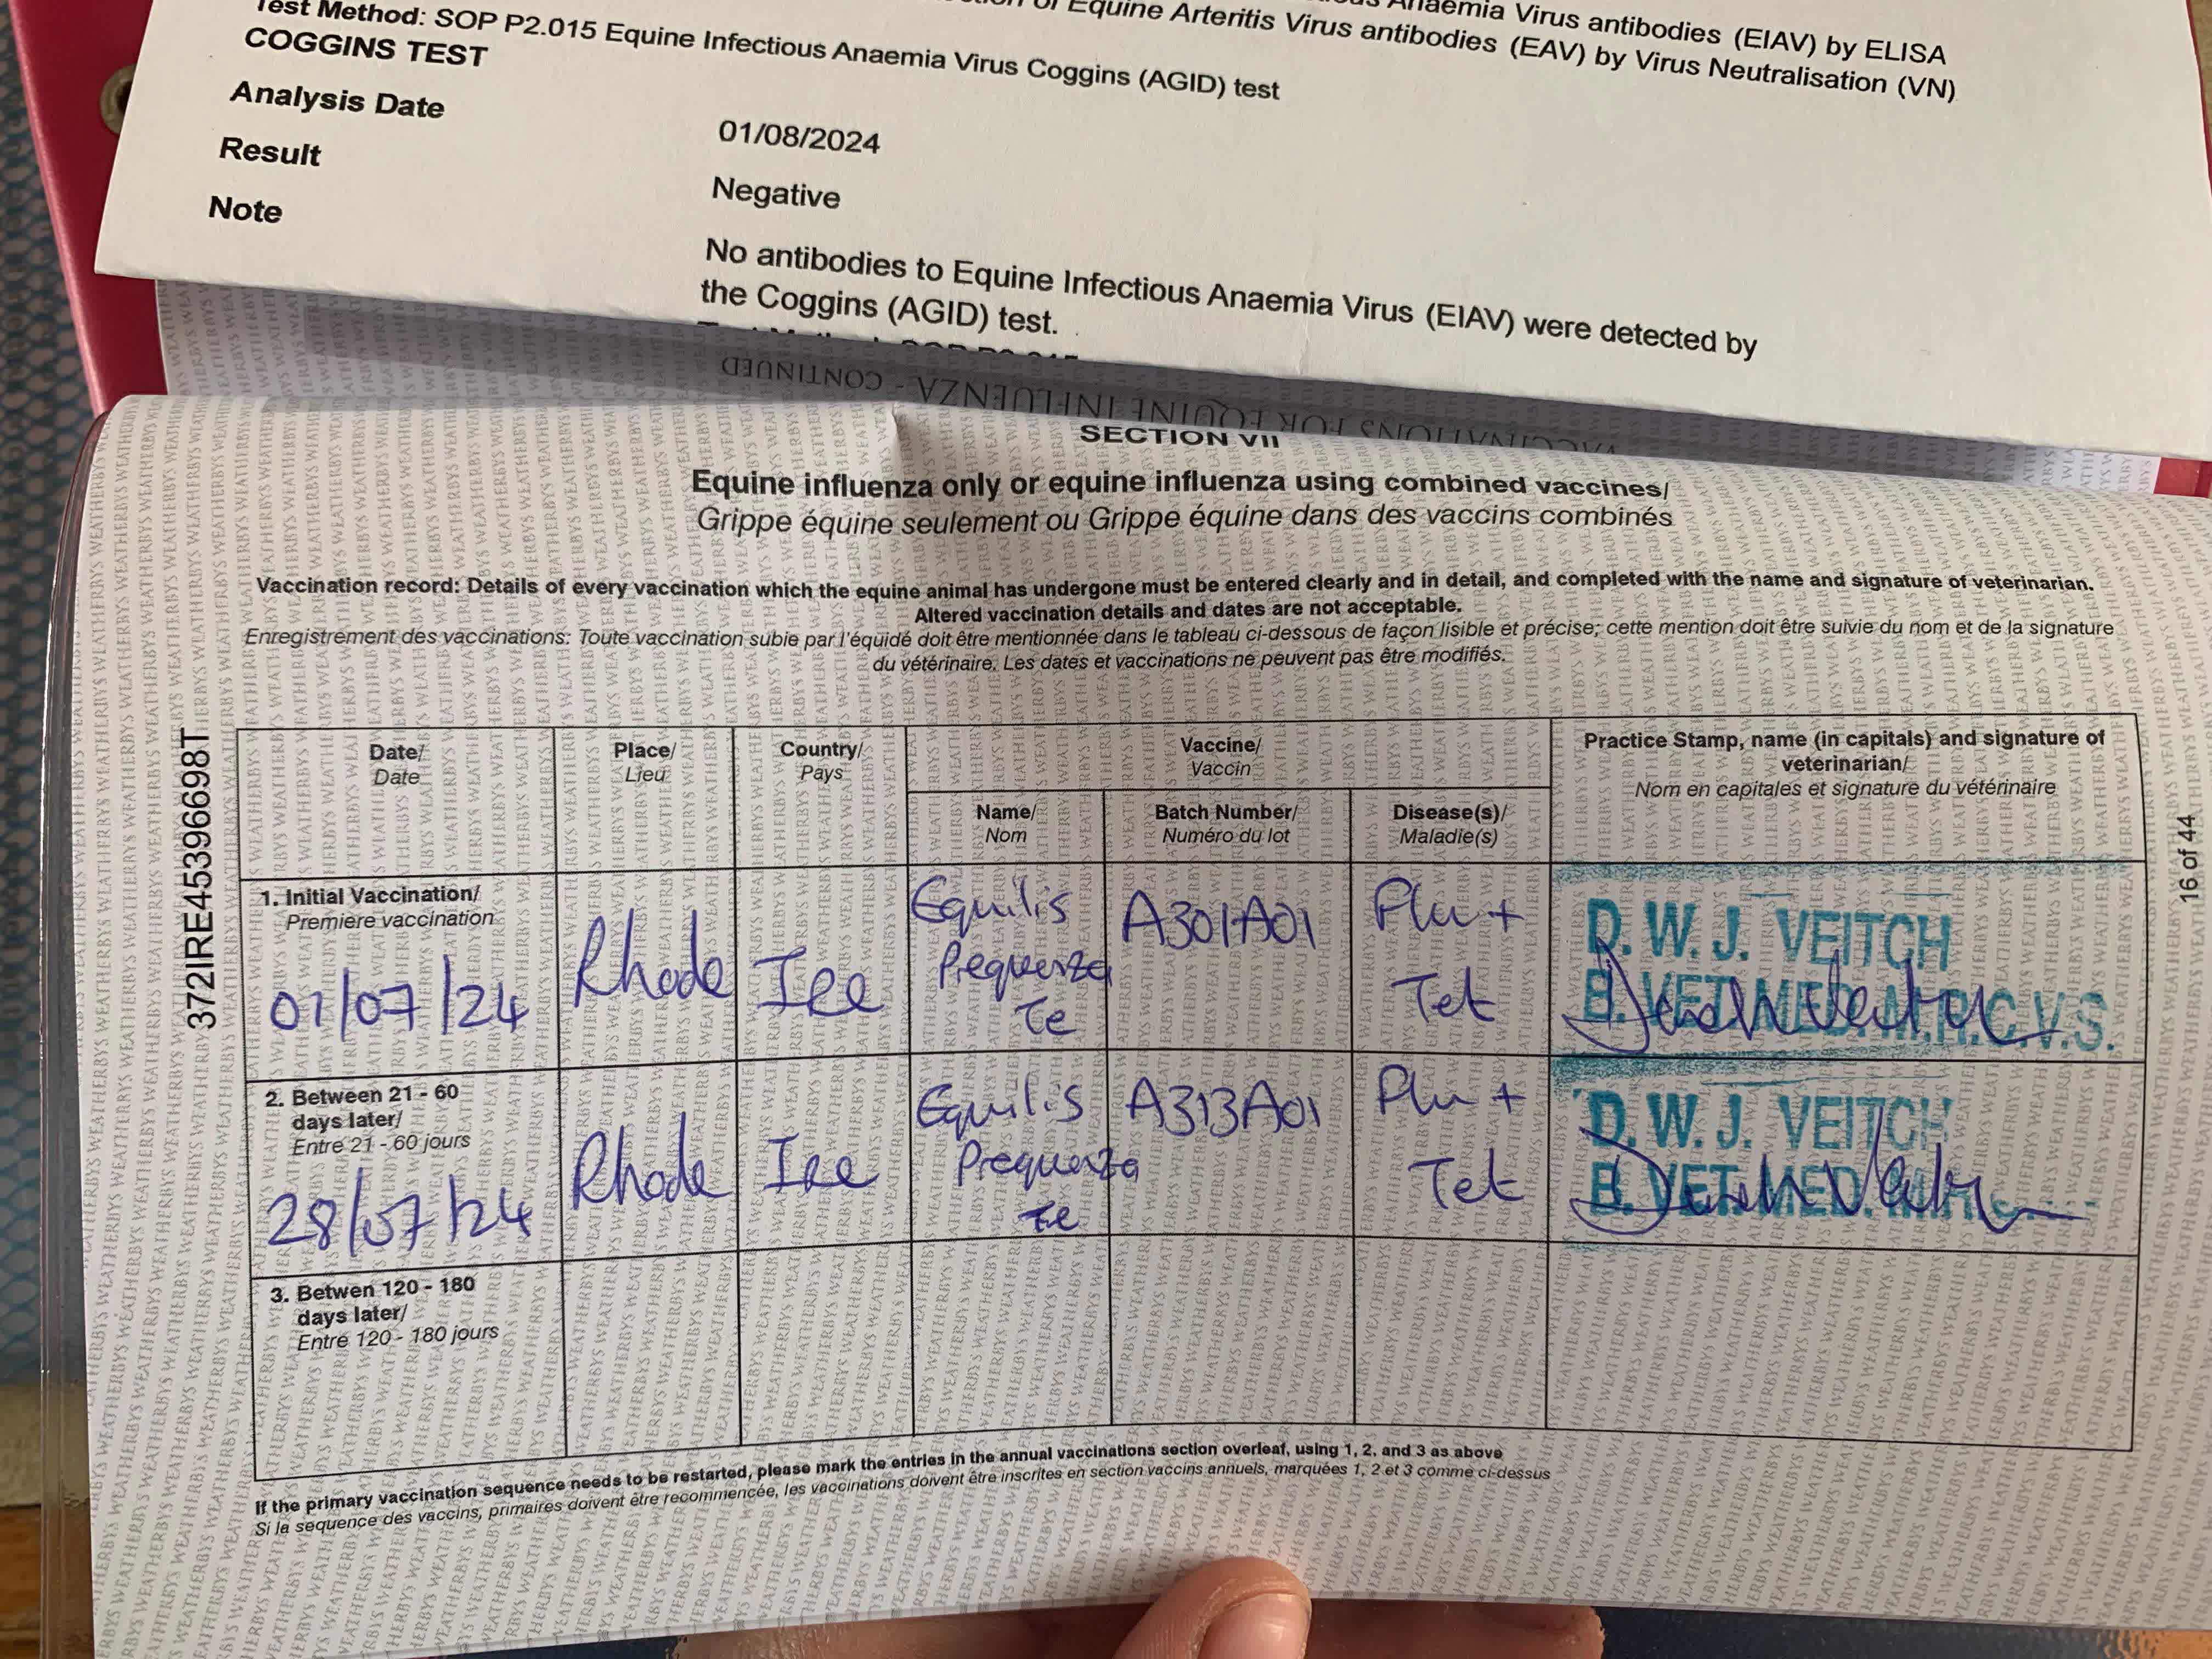 Anaemia Virus antibodies (EIAV) by ELISA
Equine Arteritis Virus antibodies (EAV) by Virus Neutralisation (VN)
Test Method: SOP P2.015 Equine Infectious Anaemia Virus Coggins (AGID) test
COGGINS TEST
Analysis Date
01/08/2024
Result
Negative
Note
No antibodies to Equine Infectious Anaemia Virus (EIAV) were detected by
the Coggins (AGID) test.
VACCINATIONS FOR EQUINE INFLUENZA - CONTINUED
SECTION VII
Equine influenza only or equine influenza using combined vaccines/
Grippe équine seulement ou Grippe équine dans des vaccins combinés
Vaccination record: Details of every vaccination which the equine animal has undergone must be entered clearly and in detail, and completed with the name and signature of veterinarian.
Altered vaccination details and dates are not acceptable.
Enregistrement des vaccinations: Toute vaccination subie par l'équidé doit être mentionnée dans le tableau ci-dessous de façon lisible et précise; cette mention doit être suivie du nom et de la signature
du vétérinaire. Les dates et vaccinations ne peuvent pas être modifiés.
372IRE45396698T
16 of 44
Date/
Date
Place/
Lieu
Country/
Pays
Vaccine/
Vaccin
Practice Stamp, name (in capitals) and signature of
veterinarian/
Nom en capitales et signature du vétérinaire
Name/
Nom
Batch Number/
Numéro du lot
Disease(s)/
Maladie(s)
1. Initial Vaccination/
Première vaccination
01/07/24
Rhode
Ire
Equilis
Prequenza
Te
A301A01
Flu +
Tet
D. W. J. VEITCH
B. VET. MED. M.R.C.V.S.
2. Between 21 - 60
days later/
Entre 21 - 60 jours
28/07/24
Rhode
Ire
Equilis
Prequenza
Te
A313A01
Flu +
Tet
D. W. J. VEITCH
B. VET. MED.
3. Betwen 120 - 180
days later/
Entre 120 - 180 jours
If the primary vaccination sequence needs to be restarted, please mark the entries in the annual vaccinations section overleaf, using 1, 2, and 3 as above
Si la sequence des vaccins, primaires doivent être recommencée, les vaccinations doivent être inscrites en section vaccins annuels, marquées 1, 2 et 3 comme ci-dessus